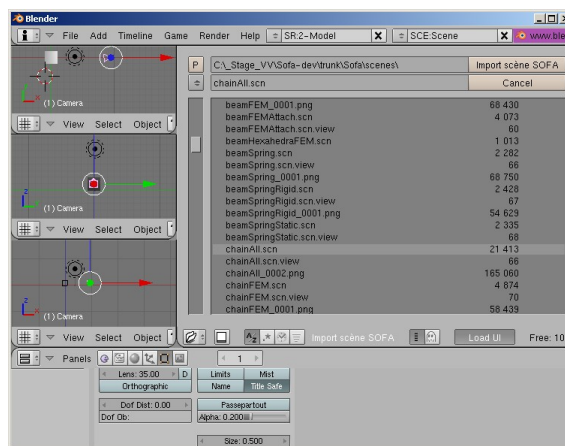 Blender
File Add Timeline Game Render Help SR:2-Model SCE:Scene www.ble
P C:\_Stage_VV\Sofa-dev\trunk\Sofa\scenes\ Import scène SOFA
chainAll.scn Cancel
beamFEM_0001.png 68 430
beamFEMAttach.scn 4 073
beamFEMAttach.scn.view 60
beamHexahedraFEM.scn 1 013
beamSpring.scn 2 282
beamSpring.scn.view 66
beamSpring_0001.png 68 750
beamSpringRigid.scn 2 428
beamSpringRigid.scn.view 67
beamSpringRigid_0001.png 54 629
beamSpringStatic.scn 2 335
beamSpringStatic.scn.view 68
chainAll.scn 21 413
chainAll.scn.view 66
chainAll_0002.png 165 060
chainFEM.scn 4 874
chainFEM.scn.view 70
chainFEM_0001.png 58 439
(1) Camera
View Select Object
z
(1) Camera
View Select Object
z
x (1) Camera
View Select Object
Import scène SOFA Load UI Free: 10
Panels 1
Lens: 35.00 D Limits Mist
Orthographic Name Title Safe
Dof Dist: 0.00 Passepartout
Dof Ob: Alpha: 0.200
Size: 0.500